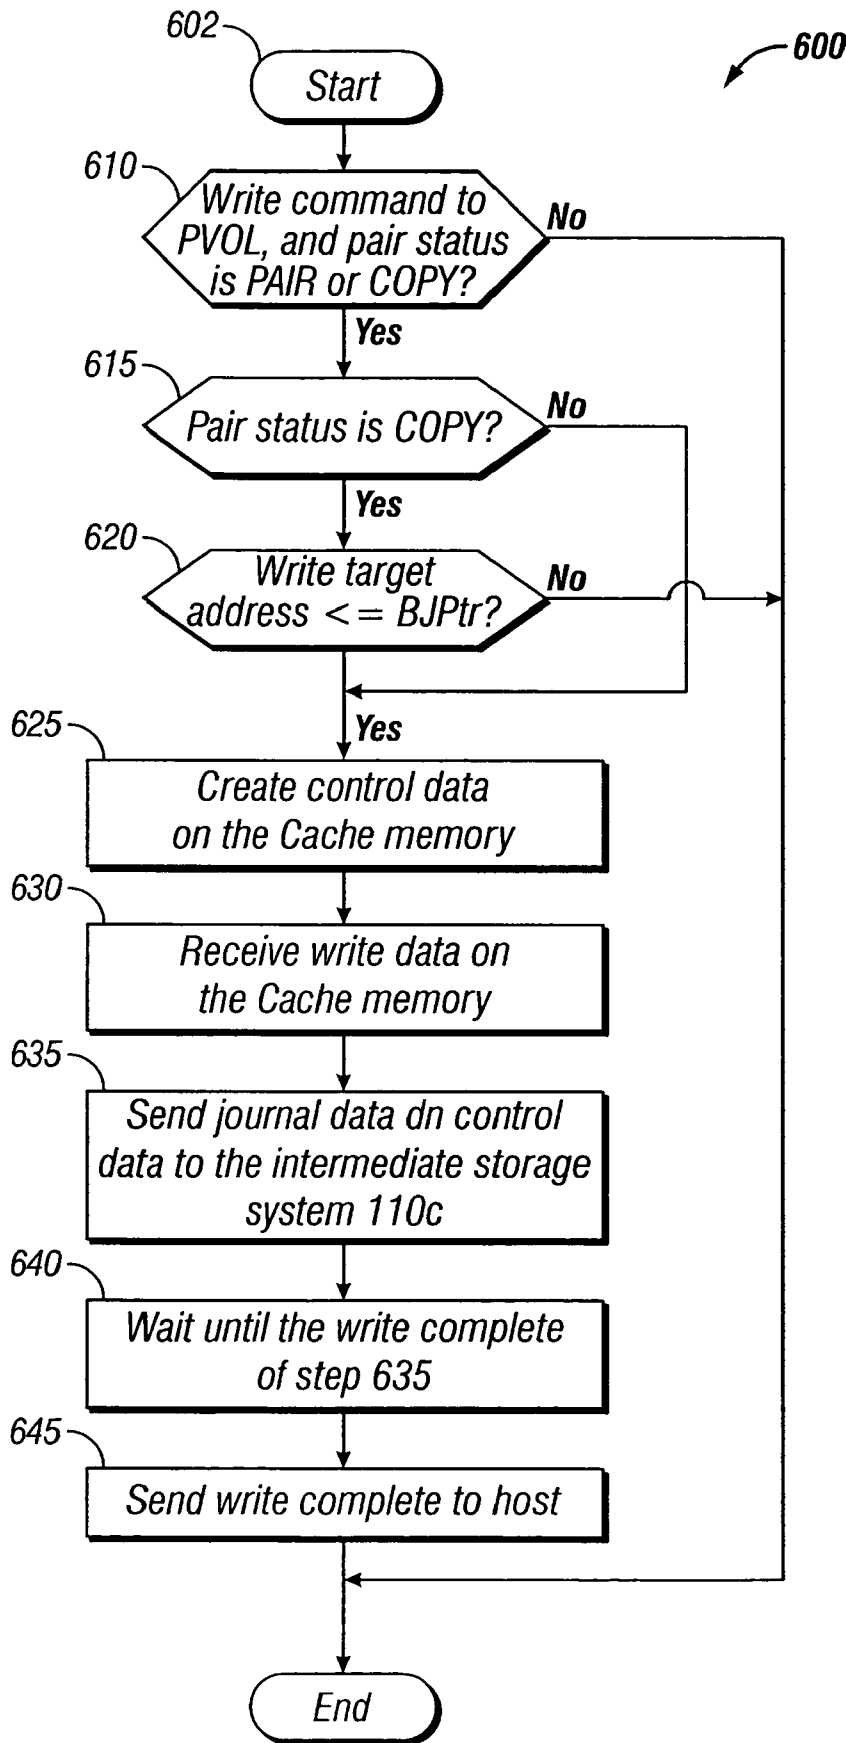 602
600
Start
610
Write command to
PVOL, and pair status
is PAIR or COPY?
No
Yes
615
Pair status is COPY?
No
Yes
620
Write target
address <= BJPtr?
No
Yes
625
Create control data
on the Cache memory
630
Receive write data on
the Cache memory
635
Send journal data dn control
data to the intermediate storage
system 110c
640
Wait until the write complete
of step 635
645
Send write complete to host
End